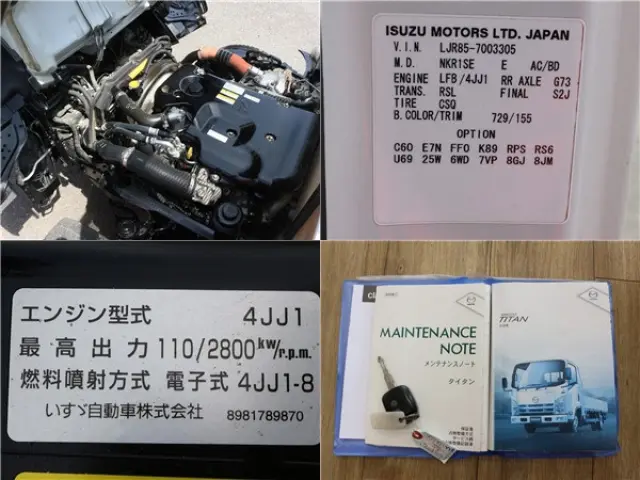 ISUZU MOTORS LTD. JAPAN
V.I.N. LJR85-7003305
M.D. NKR1SE E AC/BD
ENGINE LFB/4JJ1 RR AXLE G73
TRANS. RSL FINAL S2J
TIRE CSQ
B.COLOR/TRIM 729/155
OPTION
C60 E7N FF0 K89 RPS RS6
U69 25W 6WD 7VP 8GJ 8JM
エンジン型式 4JJ1
最高出力 110/2800kw/r.p.m.
燃料噴射方式 電子式 4JJ1-8
いすゞ自動車株式会社 8981789870
MAINTENANCE
NOTE
メンテナンスノート
タイタン
TITAN